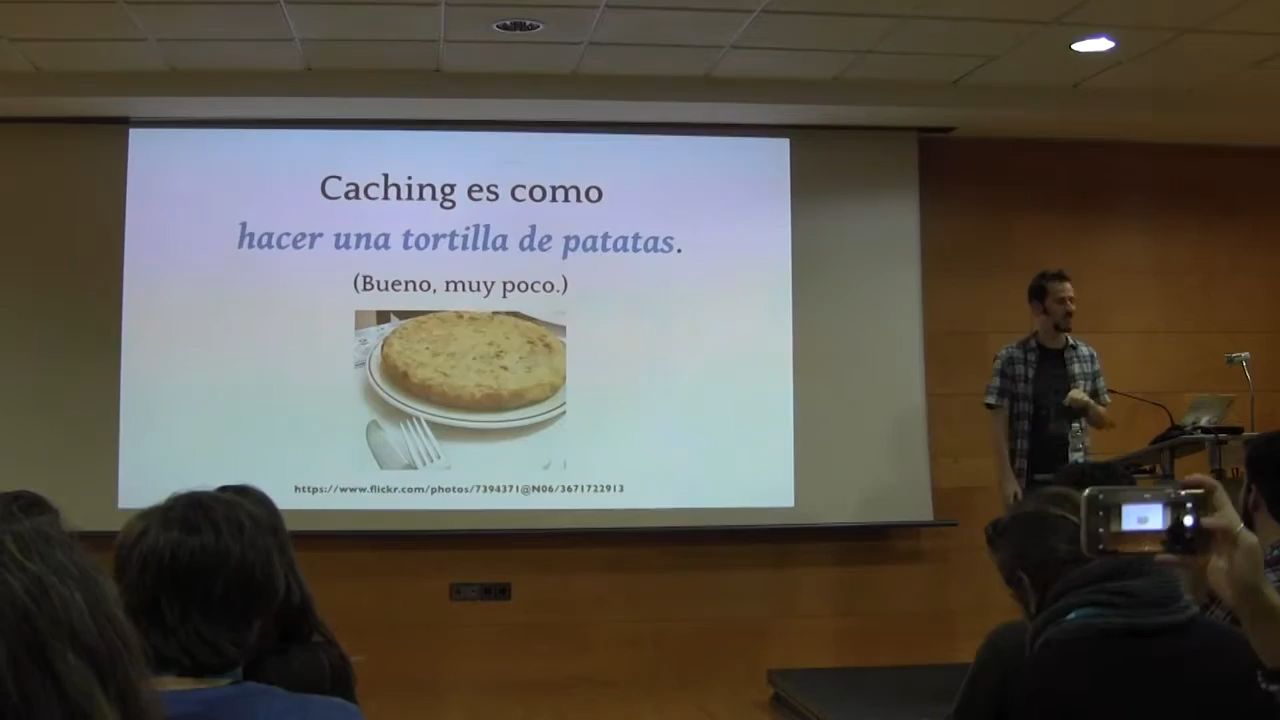 Caching es como
hacer una tortilla de patatas.
(Bueno, muy poco.)
https://www.flickr.com/photos/7394371@N06/3671722913